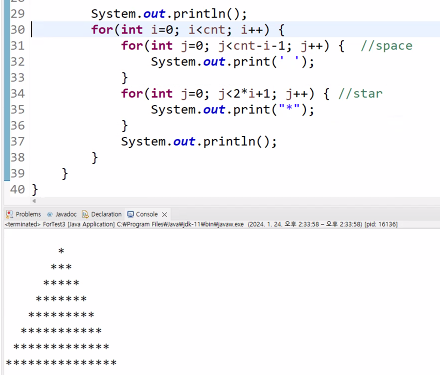 29 System.out.println();
30 for(int i=0; i<cnt; i++) {
31 for(int j=0; j<cnt-i-1; j++) { //space
32 System.out.print(' ');
33 }
34 for(int j=0; j<2*i+1; j++) { //star
35 System.out.print("*");
36 }
37 System.out.println();
38 }
39 }
40 }
Problems Javadoc Declaration Console
<terminated> ForTest3 [Java Application] C:₩Program Files₩Java₩jdk-11₩bin₩javaw.exe (2024. 1. 24. 오후 2:33:58 – 오후 2:33:58) [pid: 16136]
*
***
*****
*******
*********
***********
*************
***************